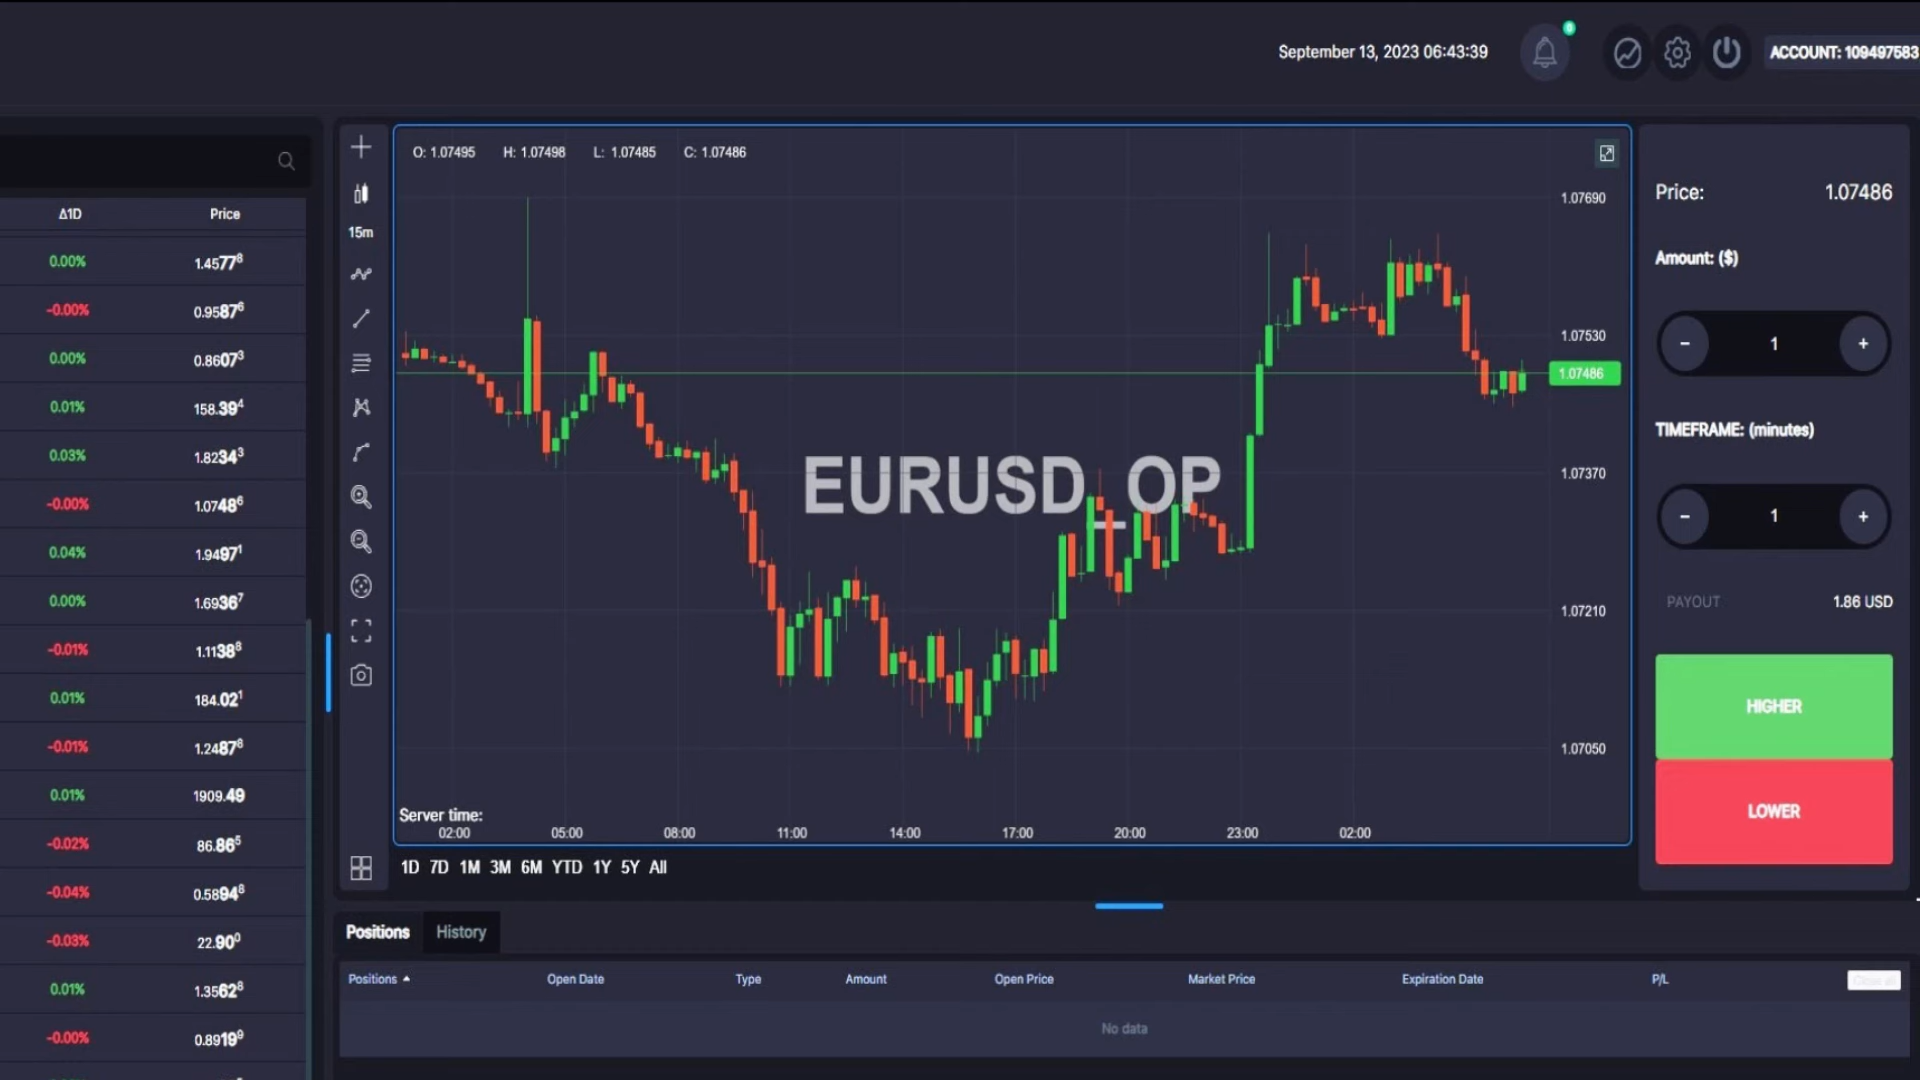 September 13, 2023 06:43:39
0
ACCOUNT: 109497583
Δ1D Price
0.00% 1.45778
-0.00% 0.95876
0.00% 0.86073
0.01% 158.394
0.03% 1.82343
-0.00% 1.07486
0.04% 1.94971
0.00% 1.69367
-0.01% 1.11388
0.01% 184.021
-0.01% 1.24878
0.01% 1909.49
-0.02% 86.865
-0.04% 0.58948
-0.03% 22.900
0.01% 1.35628
-0.00% 0.89199
15m
O: 1.07495 H: 1.07498 L: 1.07485 C: 1.07486
EURUSD_OP
1.07690
1.07530
1.07486
1.07370
1.07210
1.07050
Server time:
02:00 05:00 08:00 11:00 14:00 17:00 20:00 23:00 02:00
1D 7D 1M 3M 6M YTD 1Y 5Y All
Price: 1.07486
Amount: ($)
- 1 +
TIMEFRAME: (minutes)
- 1 +
PAYOUT 1.86 USD
HIGHER
LOWER
Positions History
Positions Open Date Type Amount Open Price Market Price Expiration Date P/L
No data